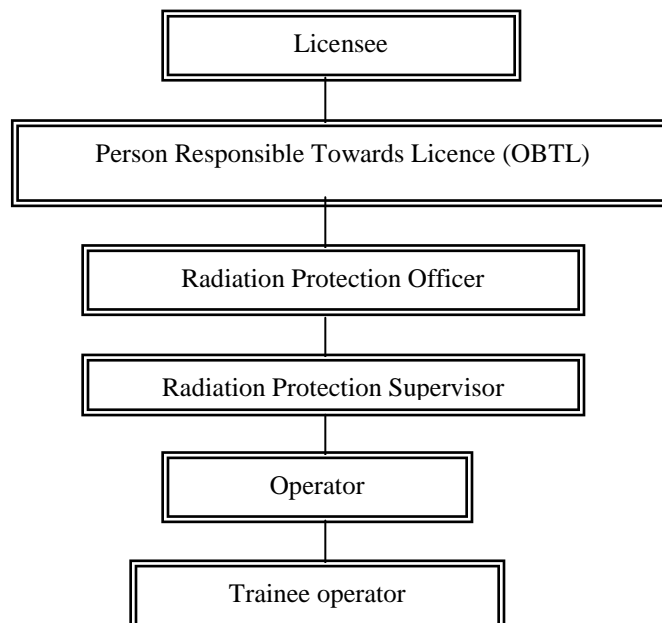 Licensee
Person Responsible Towards Licence (OBTL)
Radiation Protection Officer
Radiation Protection Supervisor
Operator
Trainee operator